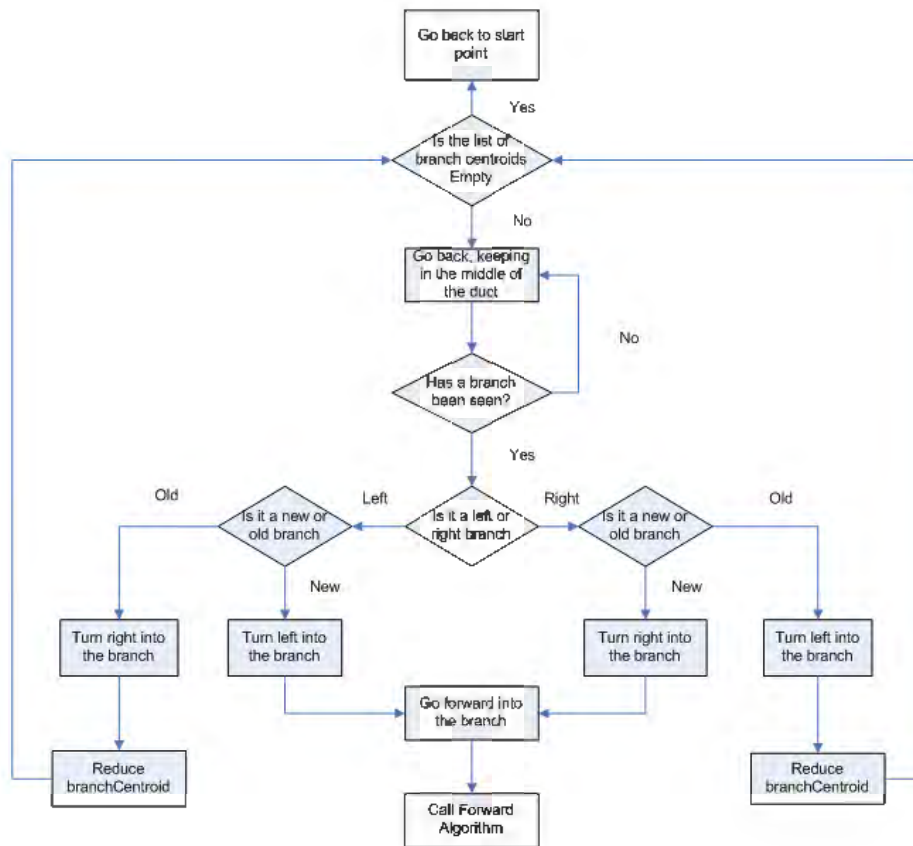 Go back to start
point
Yes
Is the list of
branch centroids
Empty
No
Go back, keeping
in the middle of
the duct
No
Has a branch
been seen?
Yes
Old
Left
Right
Old
Is it a new or
old branch
Is it a left or
right branch
Is it a new or
old branch
New
New
Turn right into
the branch
Turn left into
the branch
Turn right into
the branch
Turn left into
the branch
Go forward into
the branch
Reduce
branchCentroid
Reduce
branchCentroid
Call Forward
Algorithm